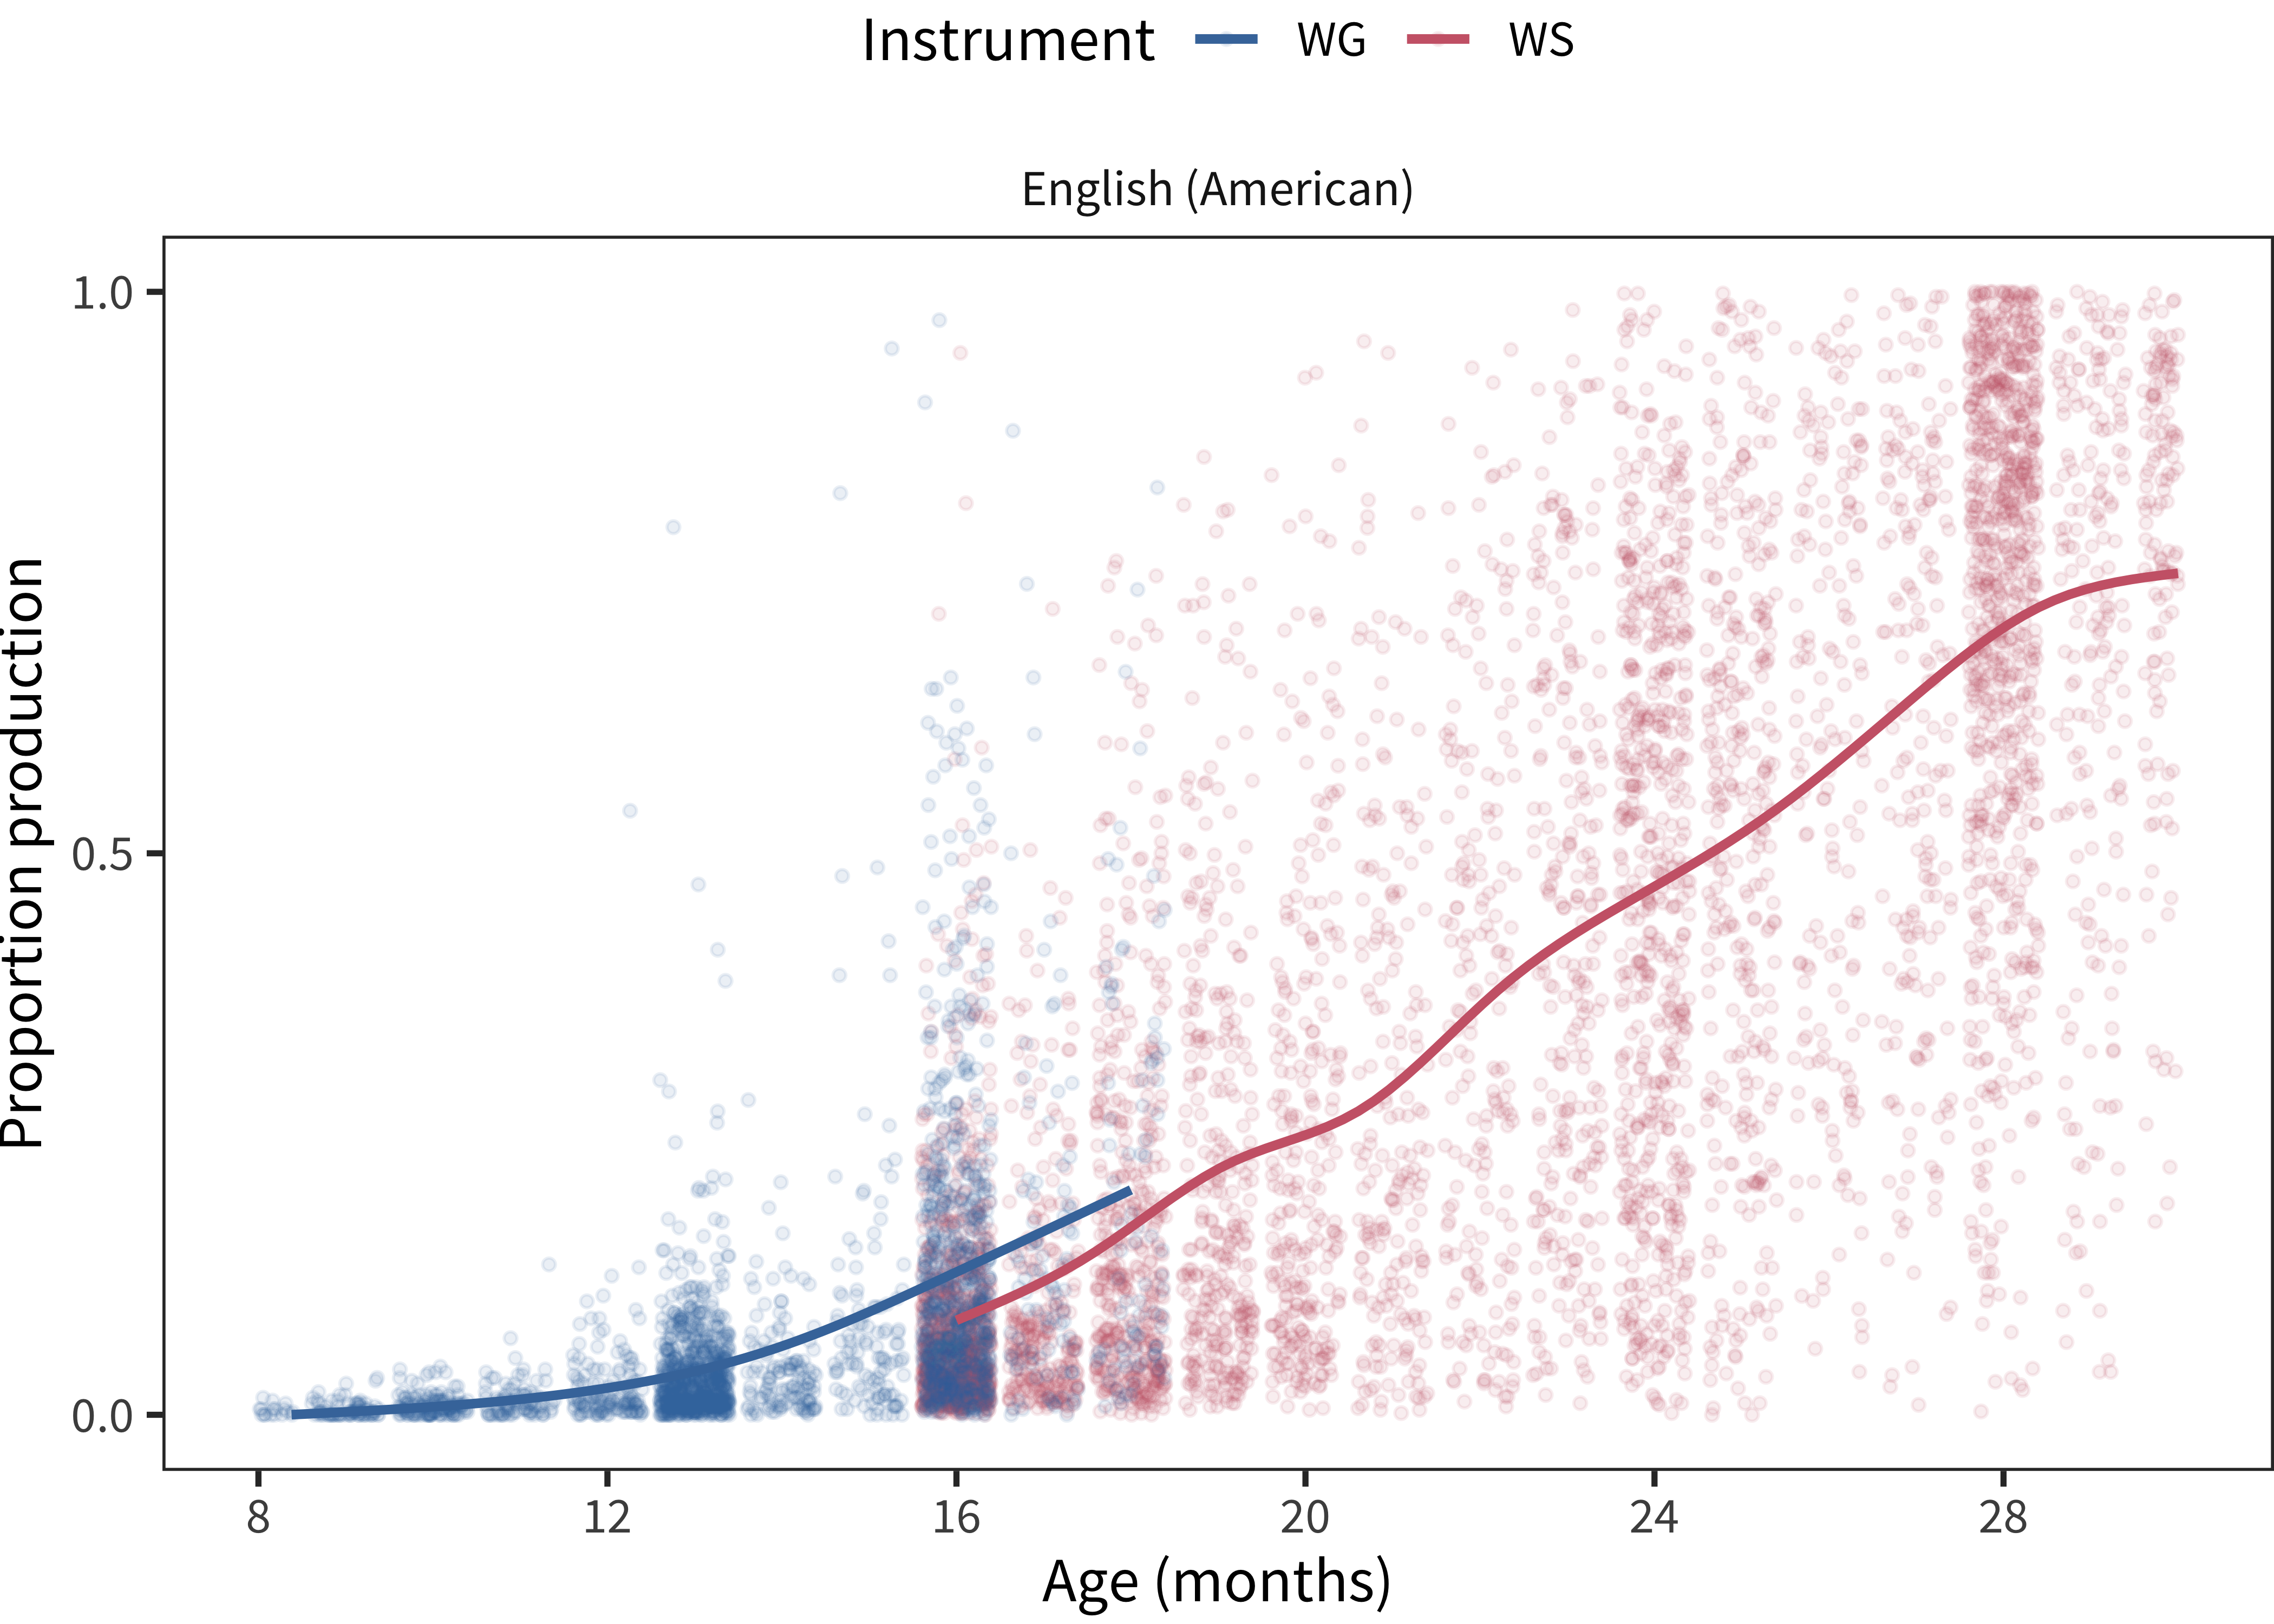 Instrument WG WS
English (American)
Proportion production
1.0
0.5
0.0
8 12 16 20 24 28
Age (months)